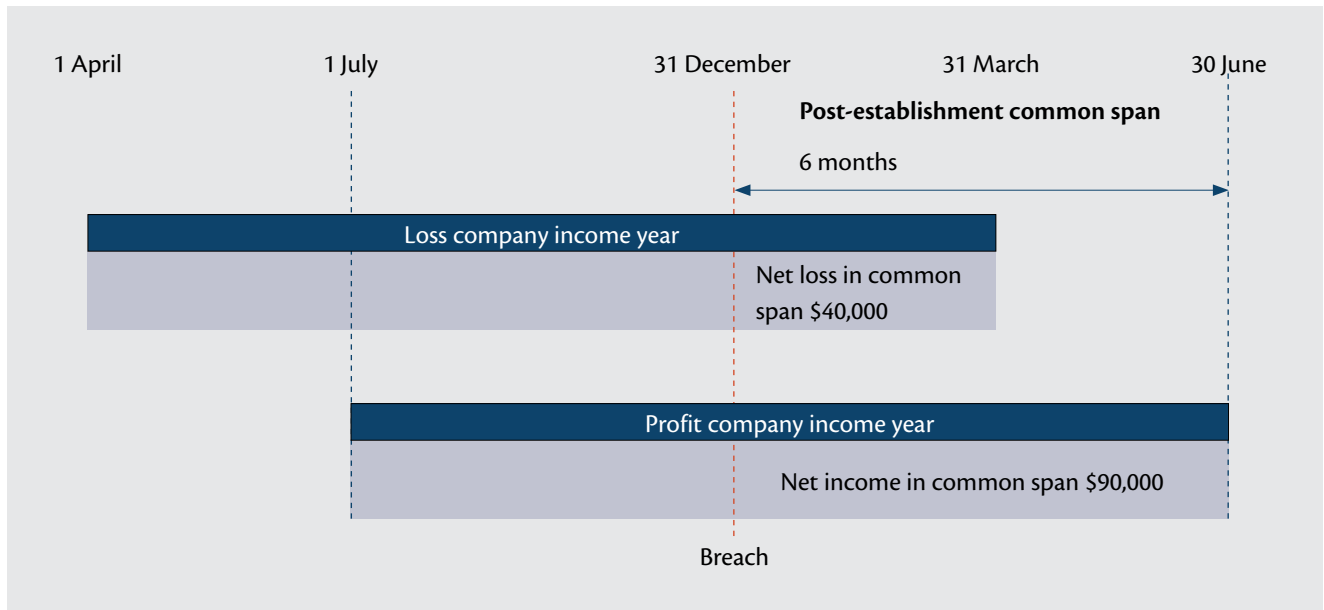 1 April
1 July
31 December
31 March
30 June
Post-establishment common span
6 months
Loss company income year
Net loss in common
span $40,000
Profit company income year
Net income in common span $90,000
Breach